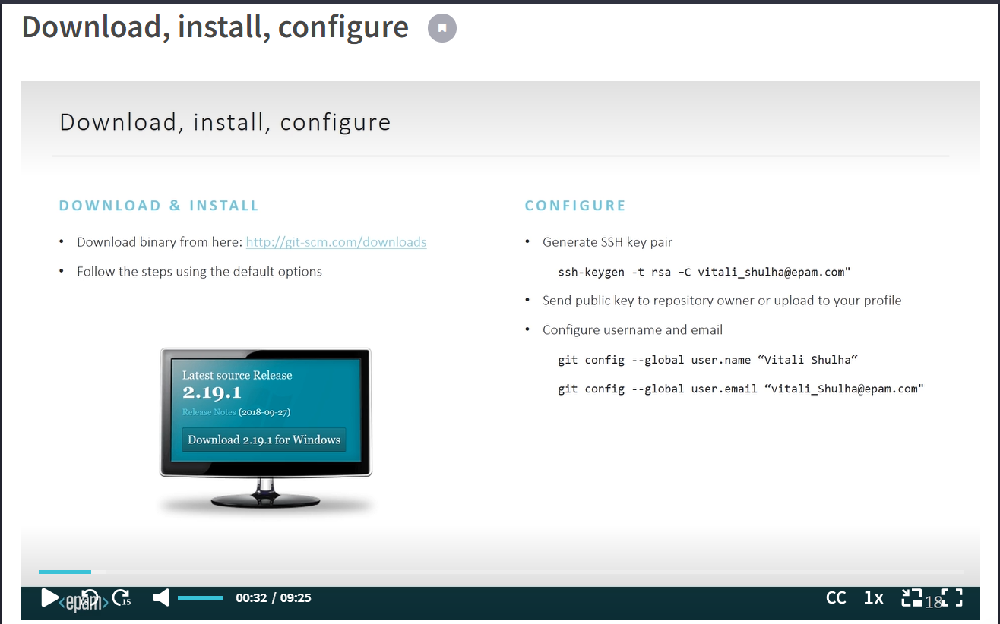 Download, install, configure
Download, install, configure
DOWNLOAD & INSTALL
• Download binary from here: http://git-scm.com/downloads
• Follow the steps using the default options
Latest source Release
2.19.1
Release Notes (2018-09-27)
Download 2.19.1 for Windows
CONFIGURE
• Generate SSH key pair
ssh-keygen -t rsa –C vitali_shulha@epam.com"
• Send public key to repository owner or upload to your profile
• Configure username and email
git config --global user.name “Vitali Shulha“
git config --global user.email “vitali_Shulha@epam.com"
<epam>
15
00:32 / 09:25
CC
1x
18